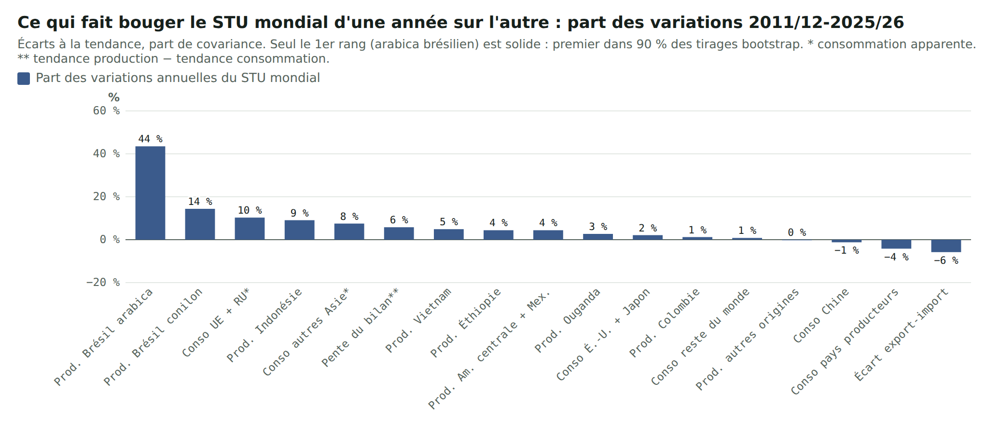 Ce qui fait bouger le STU mondial d'une année sur l'autre : part des variations 2011/12-2025/26
Écarts à la tendance, part de covariance. Seul le 1er rang (arabica brésilien) est solide : premier dans 90 % des tirages bootstrap. * consommation apparente.
** tendance production − tendance consommation.
Part des variations annuelles du STU mondial
%
60 %
40 %
20 %
0 %
−20 %
44 %
14 %
10 %
9 %
8 %
6 %
5 %
4 %
4 %
3 %
2 %
1 %
1 %
0 %
−1 %
−4 %
−6 %
Prod. Brésil arabica
Prod. Brésil conilon
Conso UE + RU*
Prod. Indonésie
Conso autres Asie*
Pente du bilan**
Prod. Vietnam
Prod. Éthiopie
Prod. Am. centrale + Mex.
Prod. Ouganda
Conso É.-U. + Japon
Prod. Colombie
Conso reste du monde
Prod. autres origines
Conso Chine
Conso pays producteurs
Écart export-import